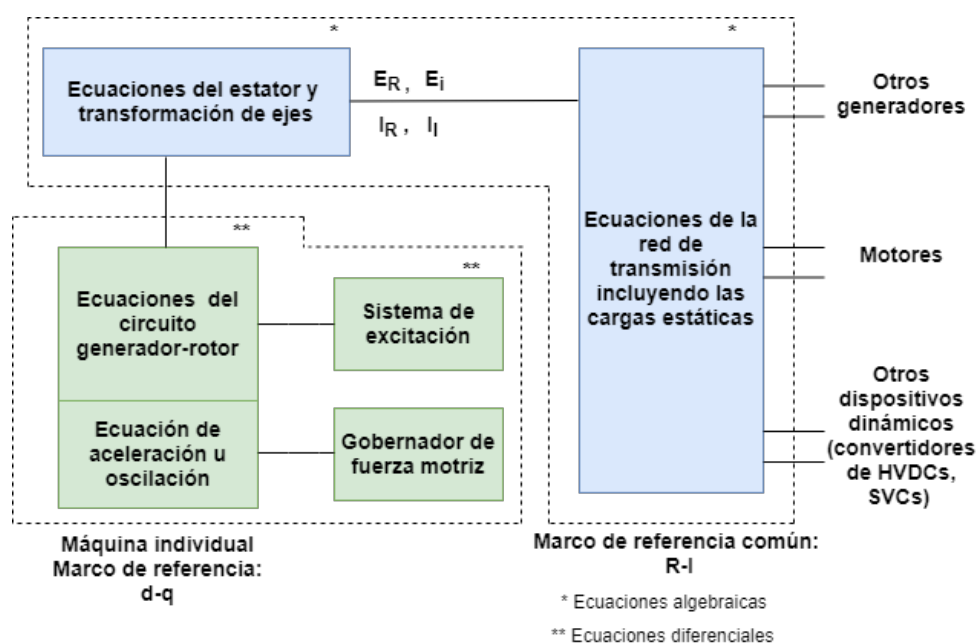 *
*
Ecuaciones del estator y
transformación de ejes
E_R , E_i
I_R , I_I
Otros
generadores
Ecuaciones de la
red de
transmisión
incluyendo las
cargas estáticas
Motores
Otros
dispositivos
dinámicos
(convertidores
de HVDCs,
SVCs)
**
**
Ecuaciones del
circuito
generador-rotor
Sistema de
excitación
Ecuación de
aceleración u
oscilación
Gobernador de
fuerza motriz
Máquina individual
Marco de referencia:
d-q
Marco de referencia común:
R-I
* Ecuaciones algebraicas
** Ecuaciones diferenciales